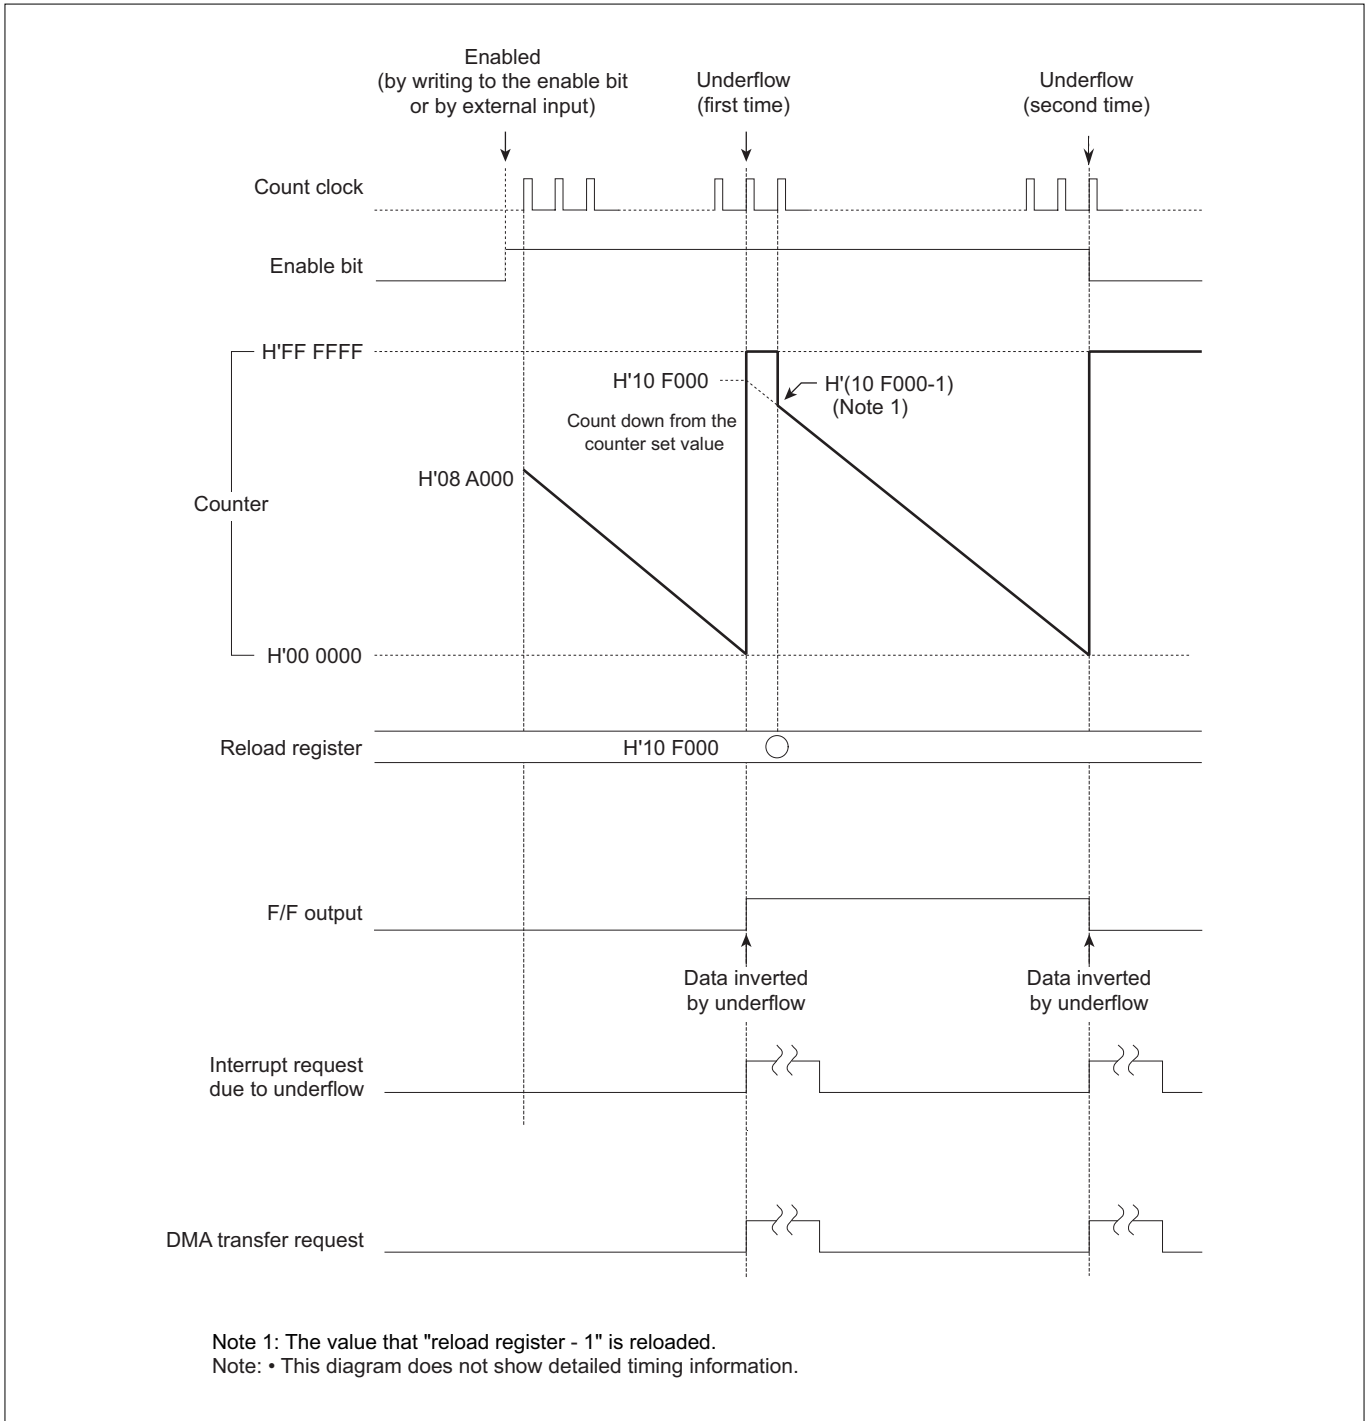 Enabled
(by writing to the enable bit
or by external input)
Underflow
(first time)
Underflow
(second time)
Count clock
Enable bit
H'FF FFFF
H'10 F000
H'(10 F000-1)
(Note 1)
Count down from the
counter set value
H'08 A000
Counter
H'00 0000
Reload register
H'10 F000
F/F output
Data inverted
by underflow
Data inverted
by underflow
Interrupt request
due to underflow
DMA transfer request
Note 1: The value that "reload register - 1" is reloaded.
Note: • This diagram does not show detailed timing information.